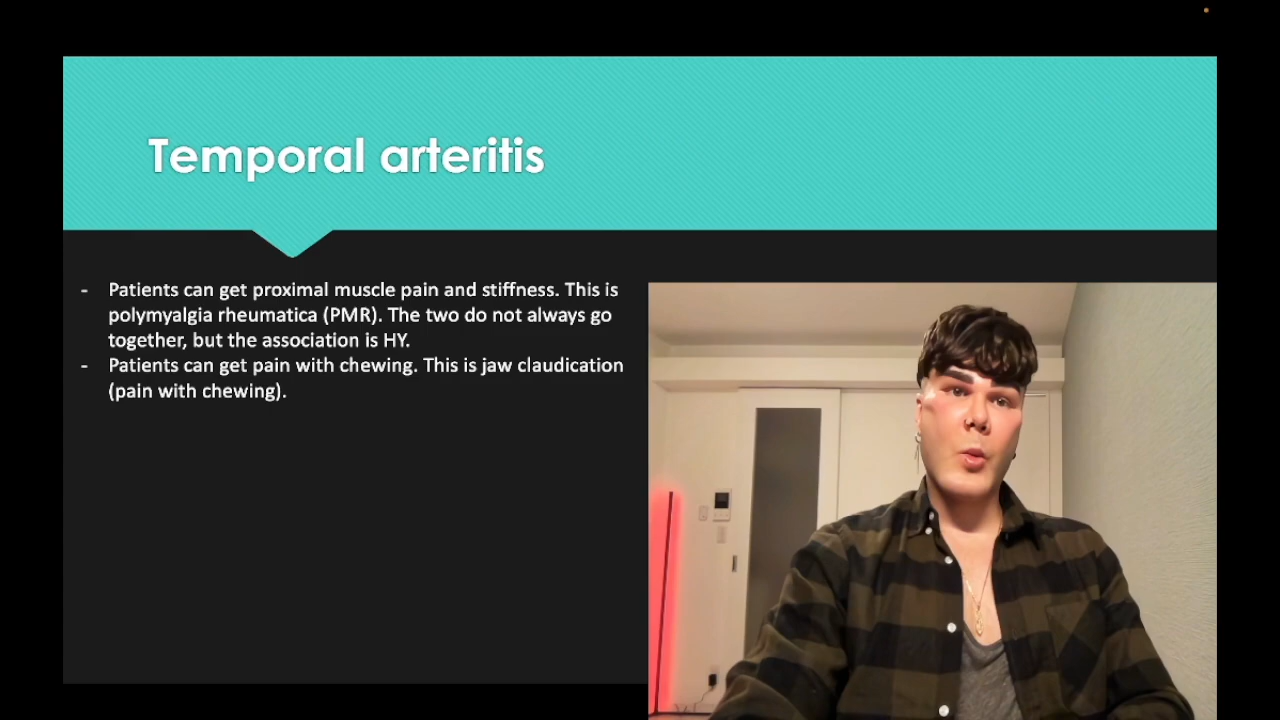 Temporal arteritis
- Patients can get proximal muscle pain and stiffness. This is
polymyalgia rheumatica (PMR). The two do not always go
together, but the association is HY.
- Patients can get pain with chewing. This is jaw claudication
(pain with chewing).